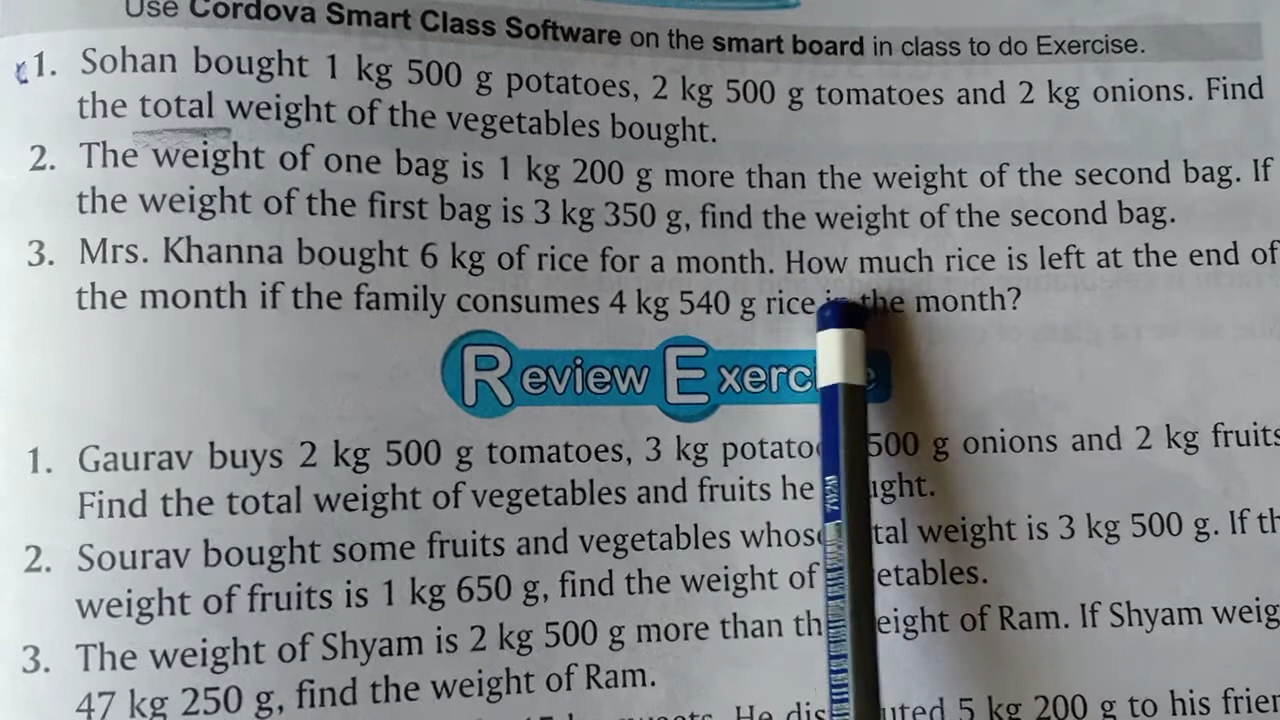 Use Cordova Smart Class Software on the smart board in class to do Exercise.
1. Sohan bought 1 kg 500 g potatoes, 2 kg 500 g tomatoes and 2 kg onions. Find
the total weight of the vegetables bought.
2. The weight of one bag is 1 kg 200 g more than the weight of the second bag. If
the weight of the first bag is 3 kg 350 g, find the weight of the second bag.
3. Mrs. Khanna bought 6 kg of rice for a month. How much rice is left at the end of
the month if the family consumes 4 kg 540 g rice the month?
Review Exerc
1. Gaurav buys 2 kg 500 g tomatoes, 3 kg potato 500 g onions and 2 kg fruits
Find the total weight of vegetables and fruits he ught.
2. Sourav bought some fruits and vegetables whose tal weight is 3 kg 500 g. If th
weight of fruits is 1 kg 650 g, find the weight of etables.
3. The weight of Shyam is 2 kg 500 g more than th eight of Ram. If Shyam weig
47 kg 250 g, find the weight of Ram.
He dis uted 5 kg 200 g to his frien